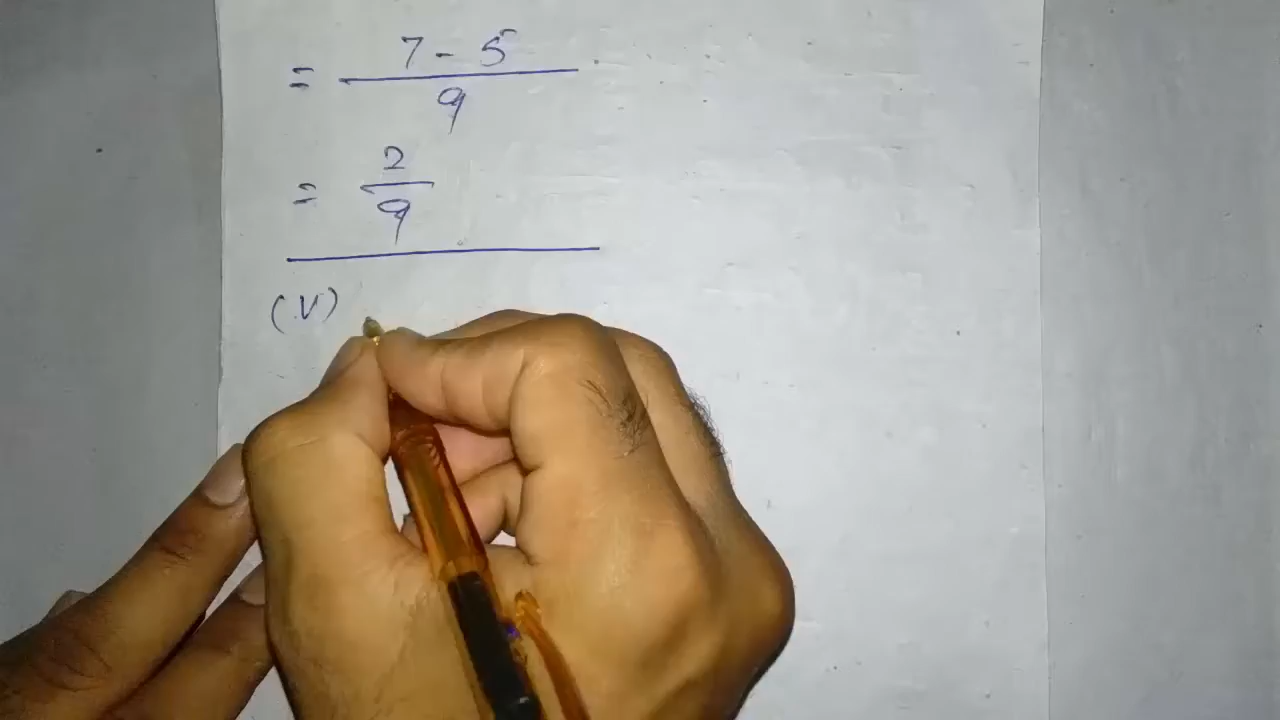 = 7 - 5
9
= 2
9
(V)